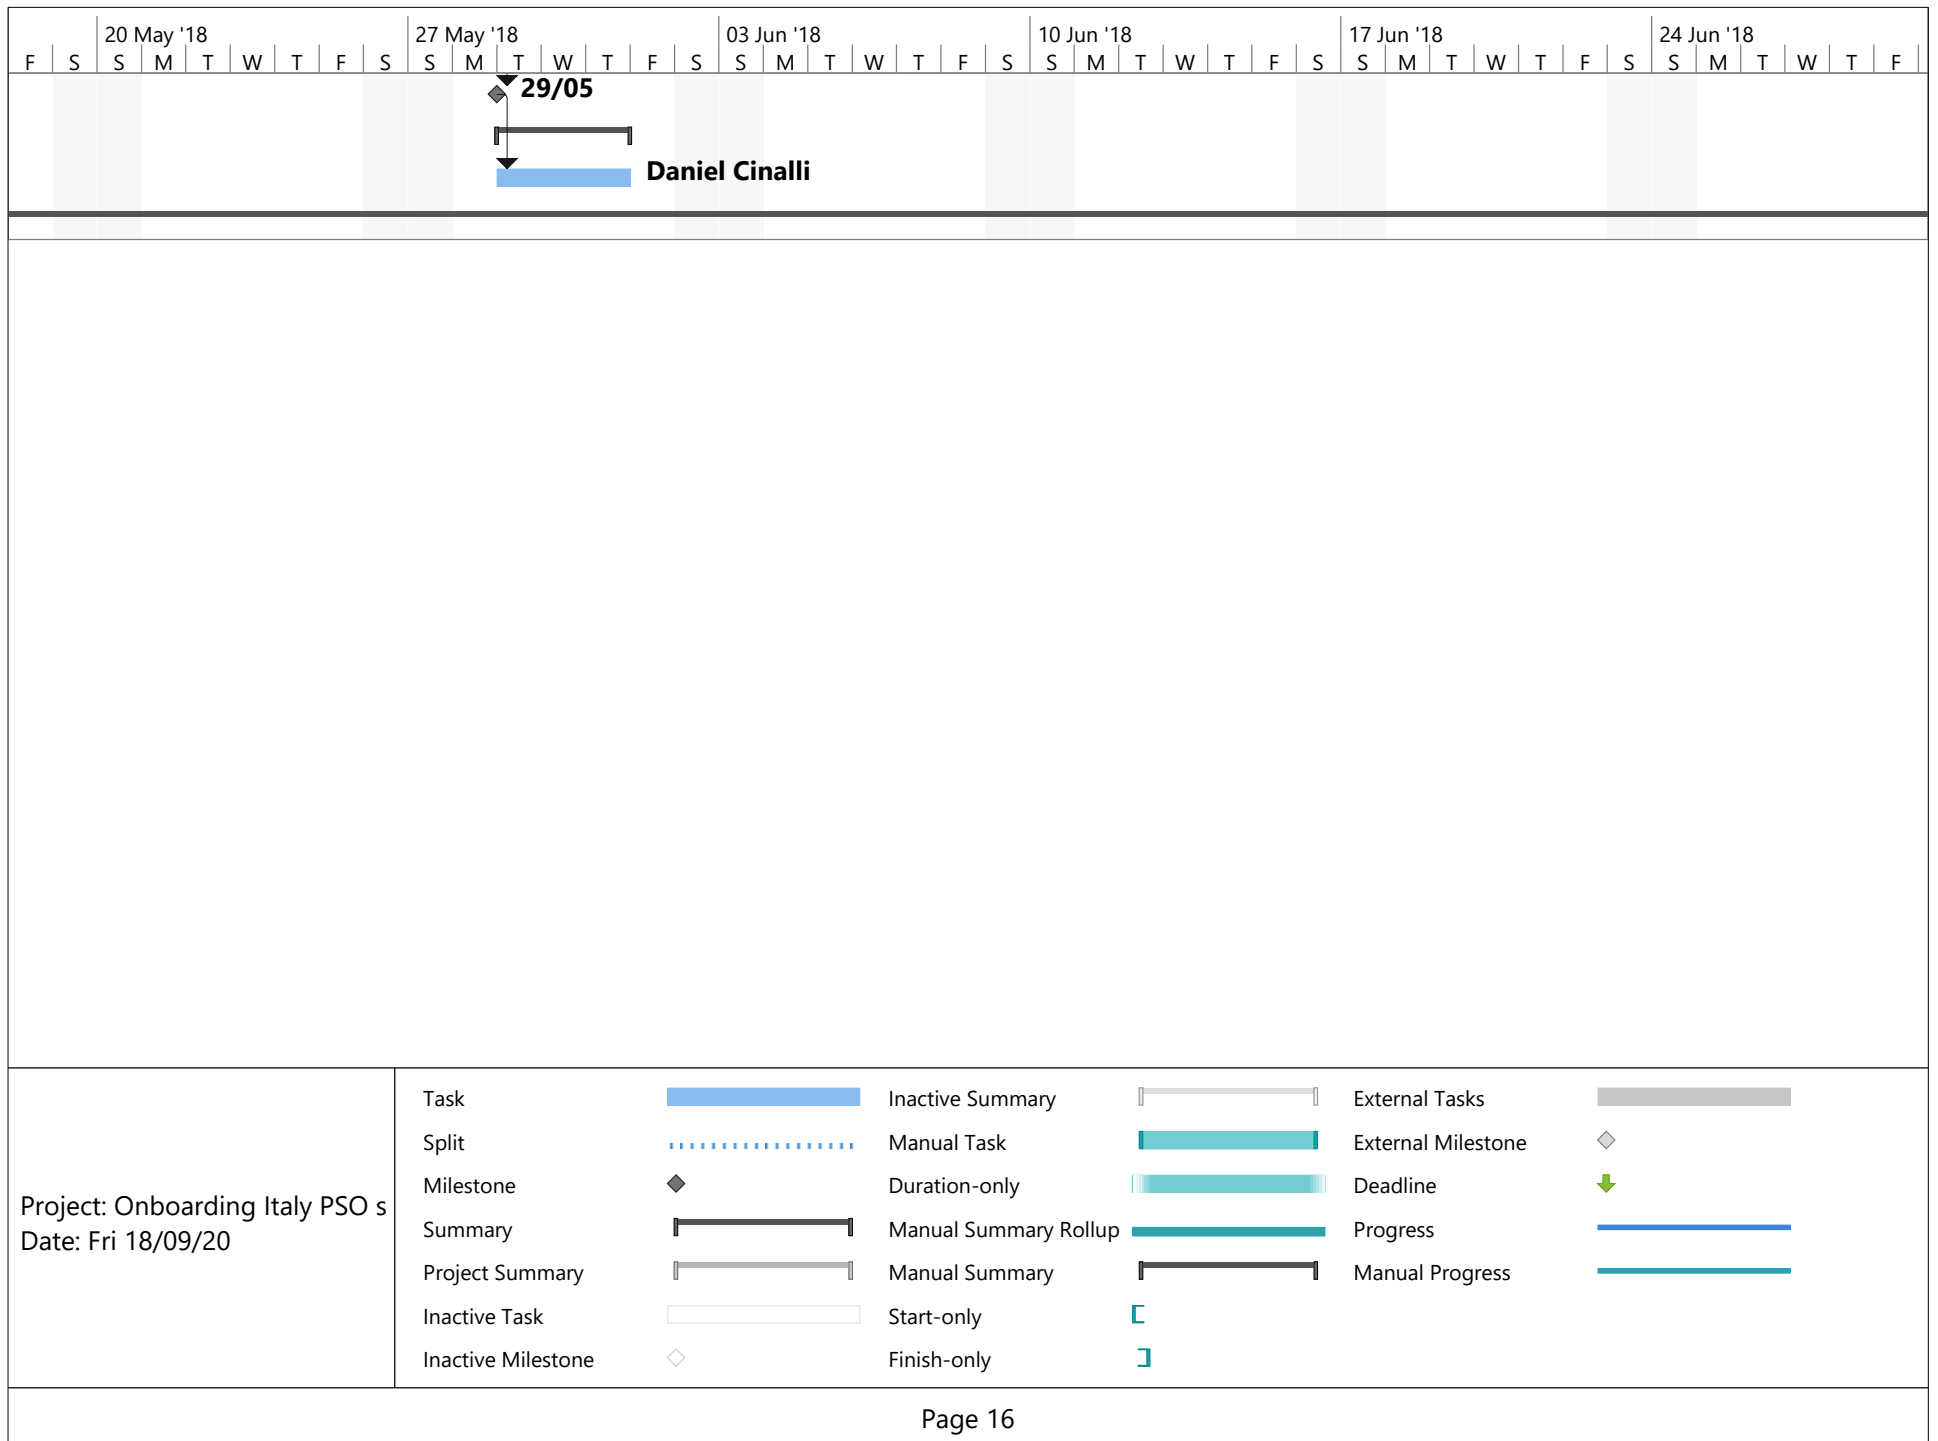 20 May '18 27 May '18 03 Jun '18 10 Jun '18 17 Jun '18 24 Jun '18
F S S M T W T F S S M T W T F S S M T W T F S S M T W T F S S M T W T F S S M T W T F
29/05
Daniel Cinalli
Project: Onboarding Italy PSO s
Date: Fri 18/09/20
Task
Split
Milestone
Summary
Project Summary
Inactive Task
Inactive Milestone
Inactive Summary
Manual Task
Duration-only
Manual Summary Rollup
Manual Summary
Start-only
Finish-only
External Tasks
External Milestone
Deadline
Progress
Manual Progress
Page 16